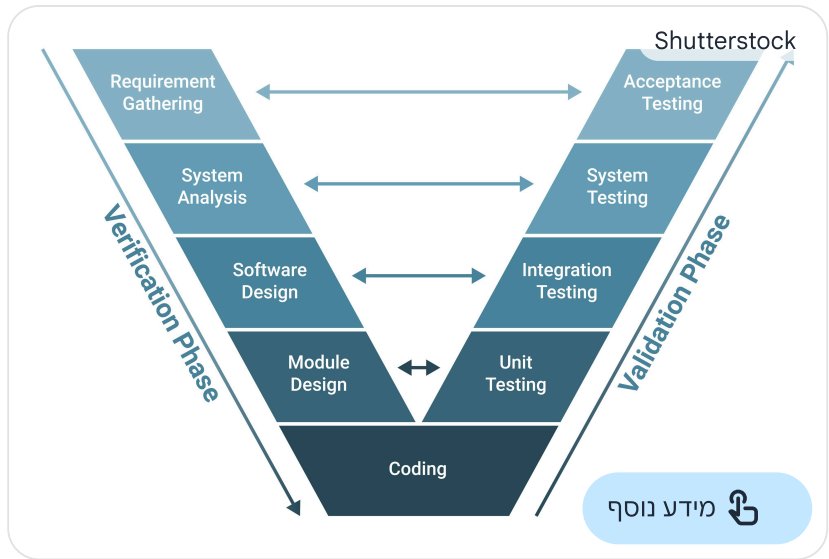 Shutterstock
Requirement
Gathering
Acceptance
Testing
System
Analysis
System
Testing
Software
Design
Integration
Testing
Module
Design
Unit
Testing
Coding
Verification Phase
Validation Phase
מידע נוסף